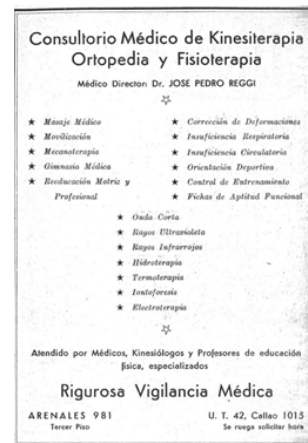 Consultorio Médico de Kinesiterapia
Ortopedia y Fisioterapia
Médico Director: Dr. JOSE PEDRO REGGI
★ Masaje Médico
★ Movilización
★ Mecanoterapia
★ Gimnasia Médica
★ Reeducación Motriz y
Profesional
★ Corrección de Deformaciones
★ Insuficiencia Respiratoria
★ Insuficiencia Circulatoria
★ Orientación Deportiva
★ Control de Entrenamiento
★ Fichas de Aptitud Funcional
★ Onda Corta
★ Rayos Ultravioleta
★ Rayos Infrarrojos
★ Hidroterapia
★ Termoterapia
★ Iontoforesis
★ Electroterapia
Atendido por Médicos, Kinesiólogos y Profesores de educación
física, especializados
Rigurosa Vigilancia Médica
ARENALES 981
Tercer Piso
U. T. 42, Callao 1015
Se ruega solicitar hora